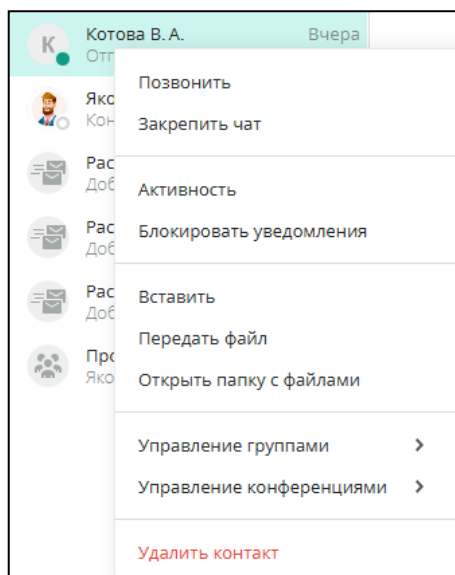 К
Котова В. А.
Вчера
Позвонить
Закрепить чат
Активность
Блокировать уведомления
Вставить
Передать файл
Открыть папку с файлами
Управление группами
Управление конференциями
Удалить контакт